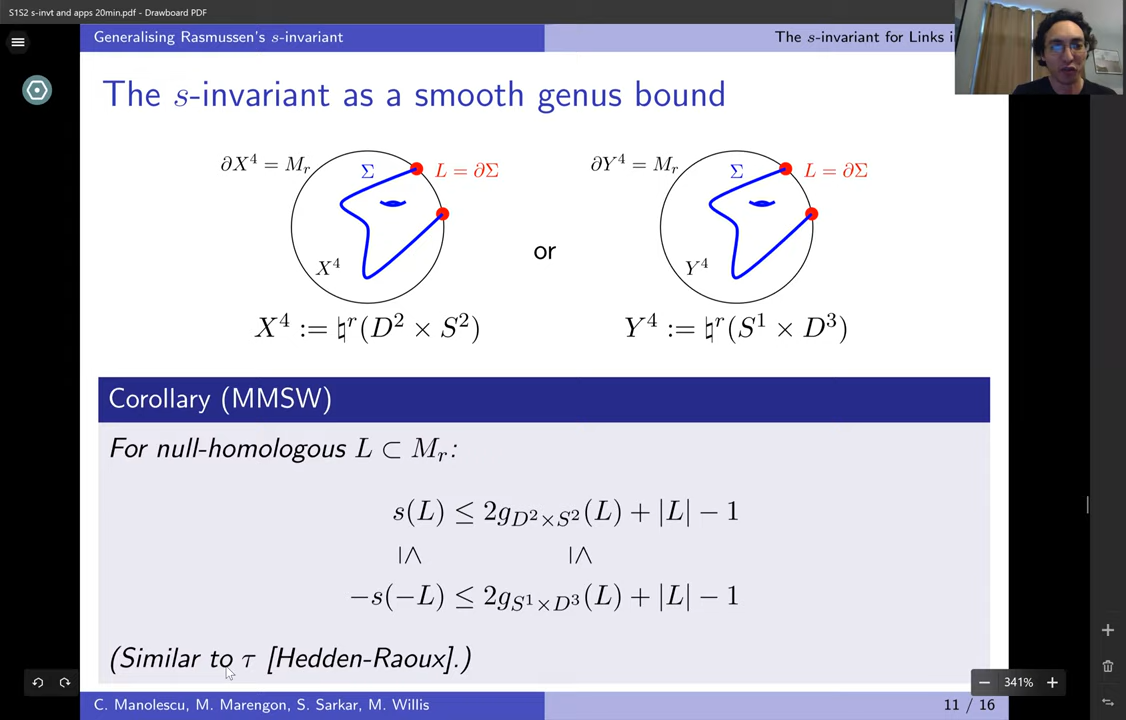 S1S2 s-invt and apps 20min.pdf - Drawboard PDF
Generalising Rasmussen's s-invariant
The s-invariant for Links i
The s-invariant as a smooth genus bound
∂X⁴ = M_r
Σ
L = ∂Σ
X⁴
X⁴ := ♮^r(D² × S²)
or
∂Y⁴ = M_r
Σ
L = ∂Σ
Y⁴
Y⁴ := ♮^r(S¹ × D³)
Corollary (MMSW)
For null-homologous L ⊂ M_r:
s(L) ≤ 2g_{D²×S²}(L) + |L| − 1
|∧ |∧
−s(−L) ≤ 2g_{S¹×D³}(L) + |L| − 1
(Similar to τ [Hedden-Raoux].)
341%
C. Manolescu, M. Marengon, S. Sarkar, M. Willis
11 / 16